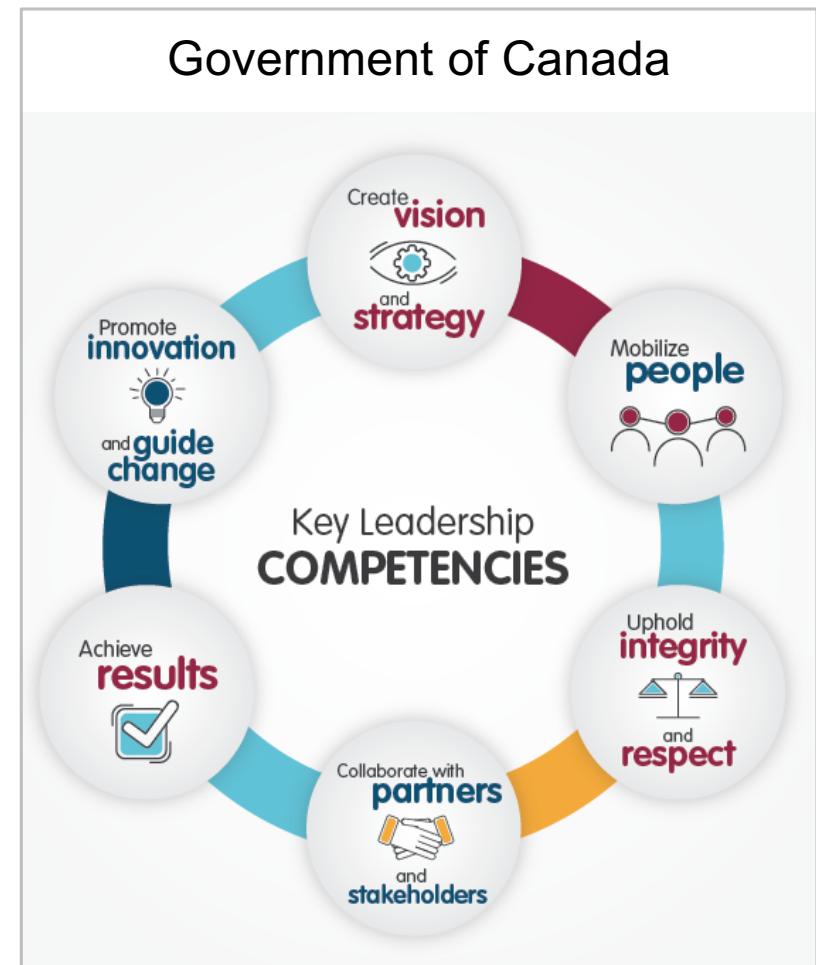 Government of Canada
Create
vision
and
strategy
Mobilize
people
Uphold
integrity
and
respect
Collaborate with
partners
and
stakeholders
Achieve
results
Promote
innovation
and guide
change
Key Leadership
COMPETENCIES